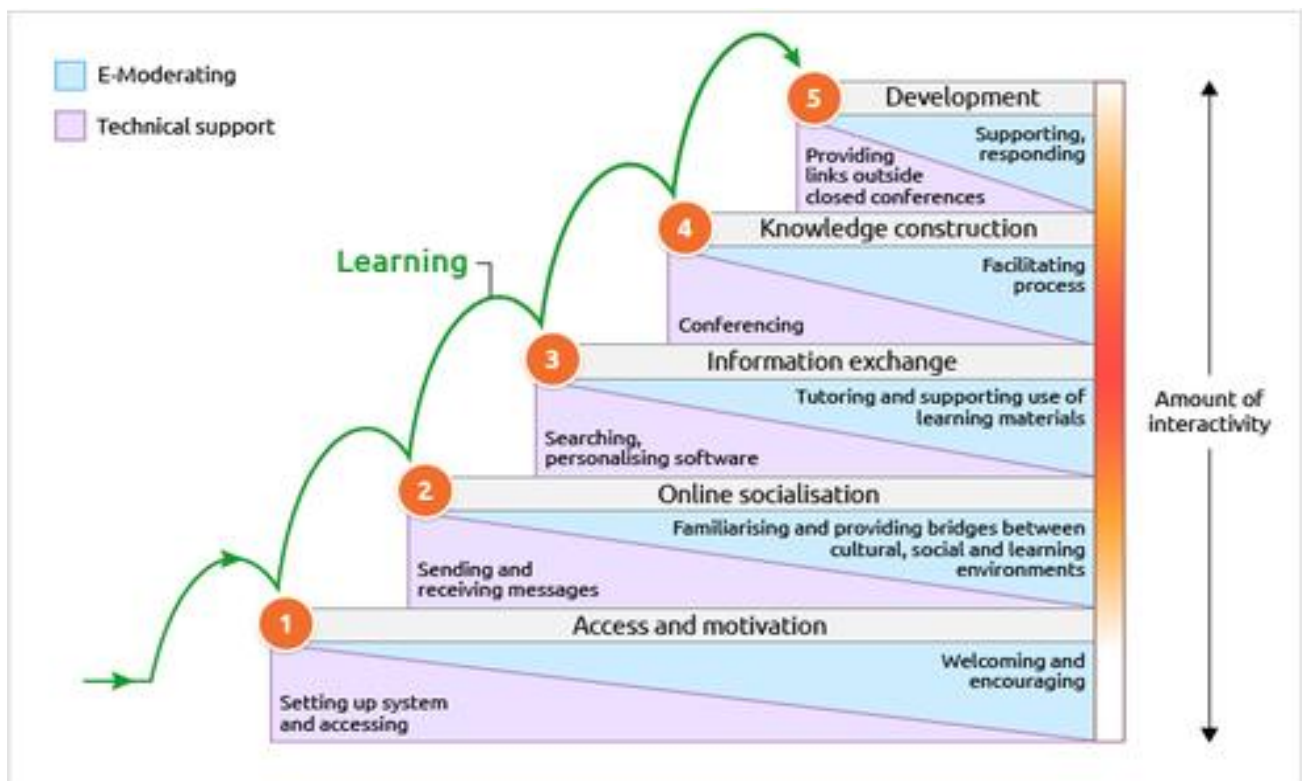 E-Moderating
Technical support
Learning
5
Development
Supporting,
responding
Providing
links outside
closed conferences
4
Knowledge construction
Facilitating
process
Conferencing
3
Information exchange
Tutoring and supporting use of
learning materials
Searching,
personalising software
2
Online socialisation
Familiarising and providing bridges between
cultural, social and learning
environments
Sending and
receiving messages
1
Access and motivation
Welcoming and
encouraging
Setting up system
and accessing
Amount of
interactivity